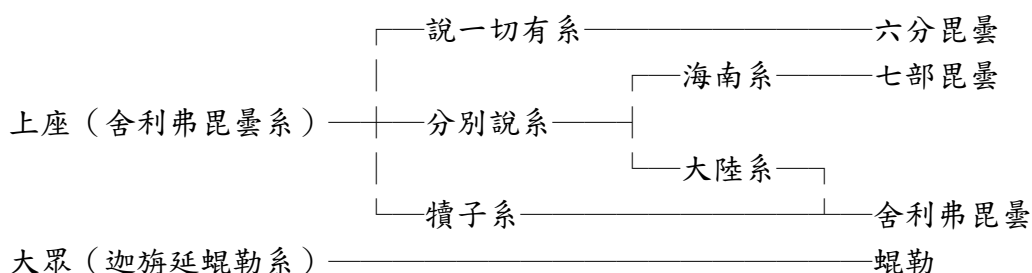 說一切有系 六分毘曇
海南系 七部毘曇
上座（舍利弗毘曇系） 分別說系
大陸系
犢子系 舍利弗毘曇
大眾（迦旃延蜫勒系） 蜫勒